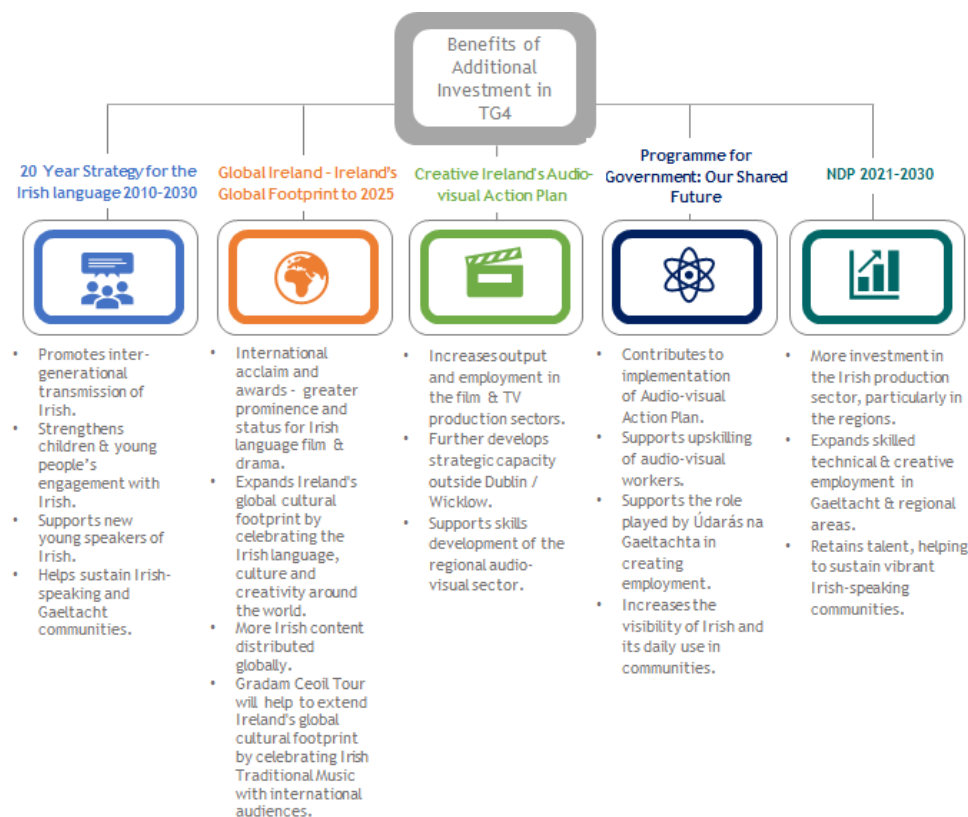 Benefits of
Additional
Investment in
TG4
20 Year Strategy for the
Irish language 2010-2030
• Promotes inter-
generational
transmission of
Irish.
• Strengthens
children & young
people's
engagement with
Irish.
• Supports new
young speakers of
Irish.
• Helps sustain Irish-
speaking and
Gaeltacht
communities.
Global Ireland - Ireland's
Global Footprint to 2025
• International
acclaim and
awards - greater
prominence and
status for Irish
language film &
drama.
• Expands Ireland's
global cultural
footprint by
celebrating the
Irish language,
culture and
creativity around
the world.
• More Irish content
distributed
globally.
• Gradam Ceoil Tour
will help to extend
Ireland's global
cultural footprint
by celebrating Irish
Traditional Music
with international
audiences.
Creative Ireland's Audio-
visual Action Plan
• Increases output
and employment in
the film & TV
production sectors.
• Further develops
strategic capacity
outside Dublin /
Wicklow.
• Supports skills
development of the
regional audio-
visual sector.
Programme for
Government: Our Shared
Future
• Contributes to
implementation
of Audio-visual
Action Plan.
• Supports upskilling
of audio-visual
workers.
• Supports the role
played by Údarás na
Gaeltachta in
creating
employment.
• Increases the
visibility of Irish and
its daily use in
communities.
NDP 2021-2030
• More investment in
the Irish production
sector, particularly in
the regions.
• Expands skilled
technical & creative
employment in
Gaeltacht & regional
areas.
• Retains talent, helping
to sustain vibrant
Irish-speaking
communities.